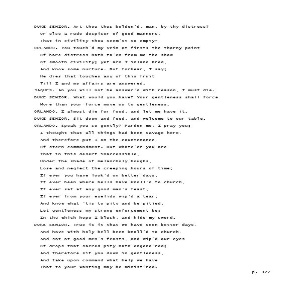 DUKE SENIOR. Art thou thus bolden'd, man, by thy distress?
Or else a rude despiser of good manners,
That in civility thou seem'st so empty?
ORLANDO. You touch'd my vein at first: the thorny point
Of bare distress hath ta'en from me the show
Of smooth civility; yet am I inland bred,
And know some nurture. But forbear, I say;
He dies that touches any of this fruit
Till I and my affairs are answered.
JAQUES. An you will not be answer'd with reason, I must die.
DUKE SENIOR. What would you have? Your gentleness shall force
More than your force move us to gentleness.
ORLANDO. I almost die for food, and let me have it.
DUKE SENIOR. Sit down and feed, and welcome to our table.
ORLANDO. Speak you so gently? Pardon me, I pray you;
I thought that all things had been savage here,
And therefore put I on the countenance
Of stern commandment. But whate'er you are
That in this desert inaccessible,
Under the shade of melancholy boughs,
Lose and neglect the creeping hours of time;
If ever you have look'd on better days,
If ever been where bells have knoll'd to church,
If ever sat at any good man's feast,
If ever from your eyelids wip'd a tear,
And know what 'tis to pity and be pitied,
Let gentleness my strong enforcement be;
In the which hope I blush, and hide my sword.
DUKE SENIOR. True is it that we have seen better days,
And have with holy bell been knoll'd to church,
And sat at good men's feasts, and wip'd our eyes
Of drops that sacred pity hath engend'red;
And therefore sit you down in gentleness,
And take upon command what help we have
That to your wanting may be minist'red.